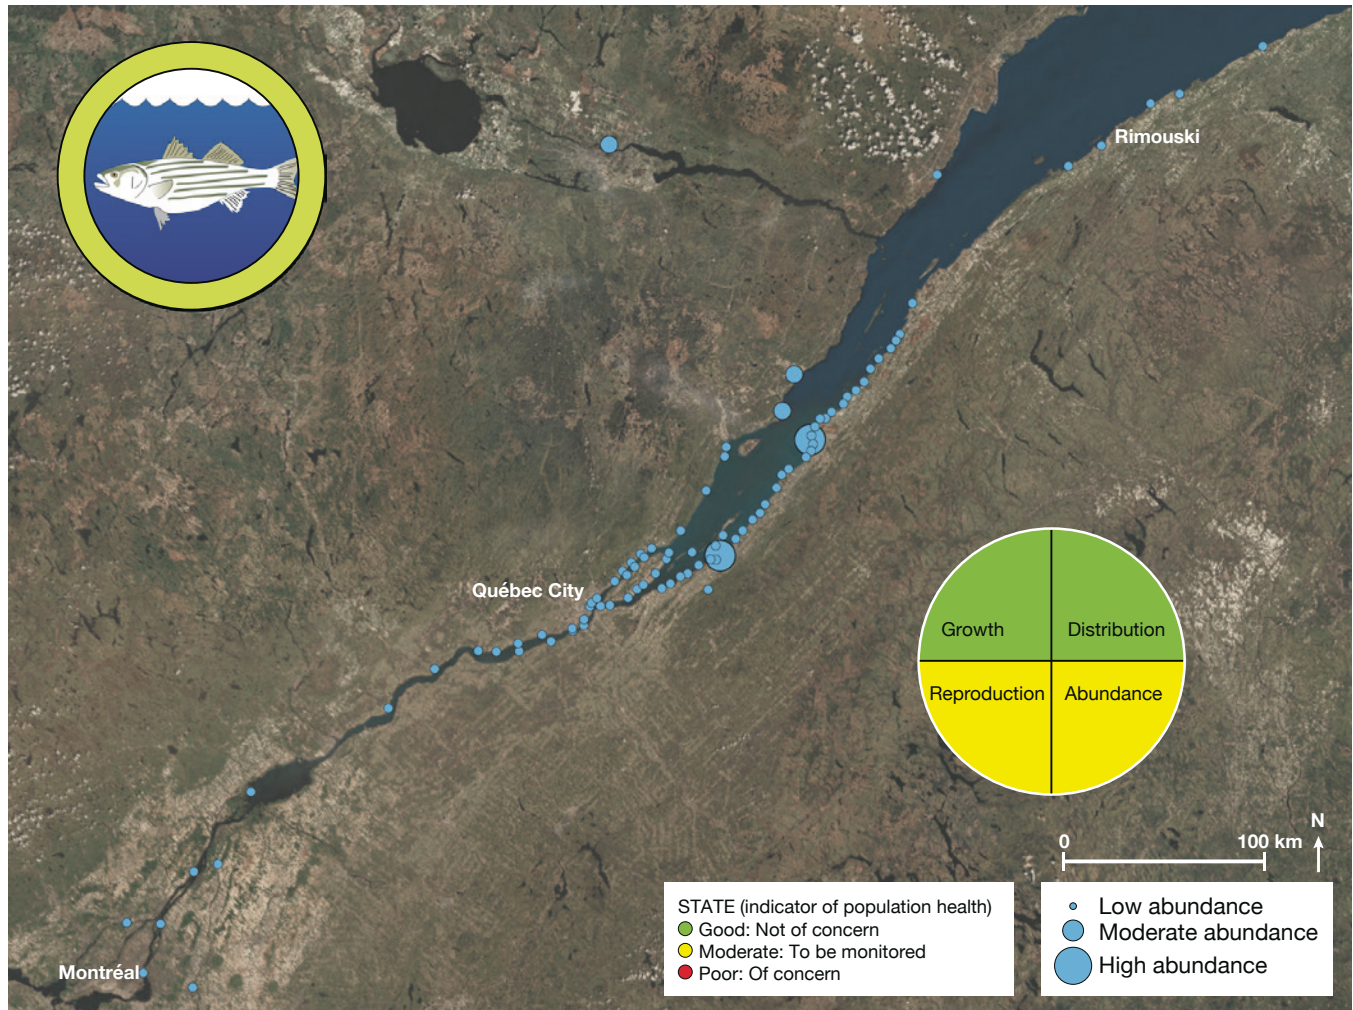 Rimouski
Québec City
Growth
Distribution
Reproduction
Abundance
N
0
100 km
STATE (indicator of population health)
Good: Not of concern
Moderate: To be monitored
Poor: Of concern
Low abundance
Moderate abundance
High abundance
Montréal